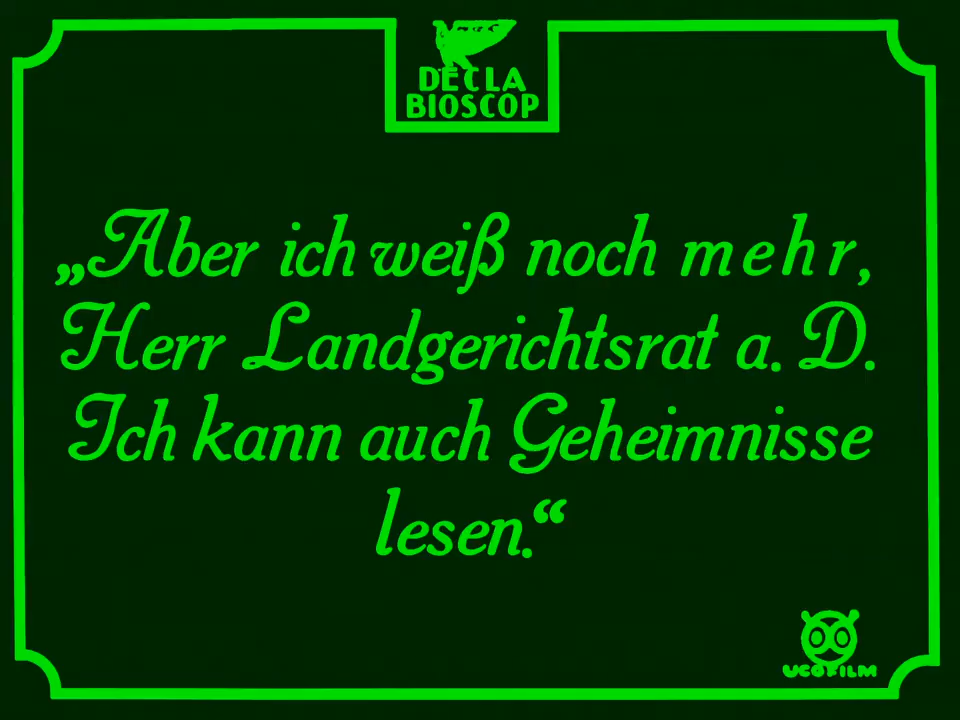 DECLA
BIOSCOP
„Aber ich weiß noch mehr,
Herr Landgerichtsrat a. D.
Ich kann auch Geheimnisse
lesen.“
UCOFILM